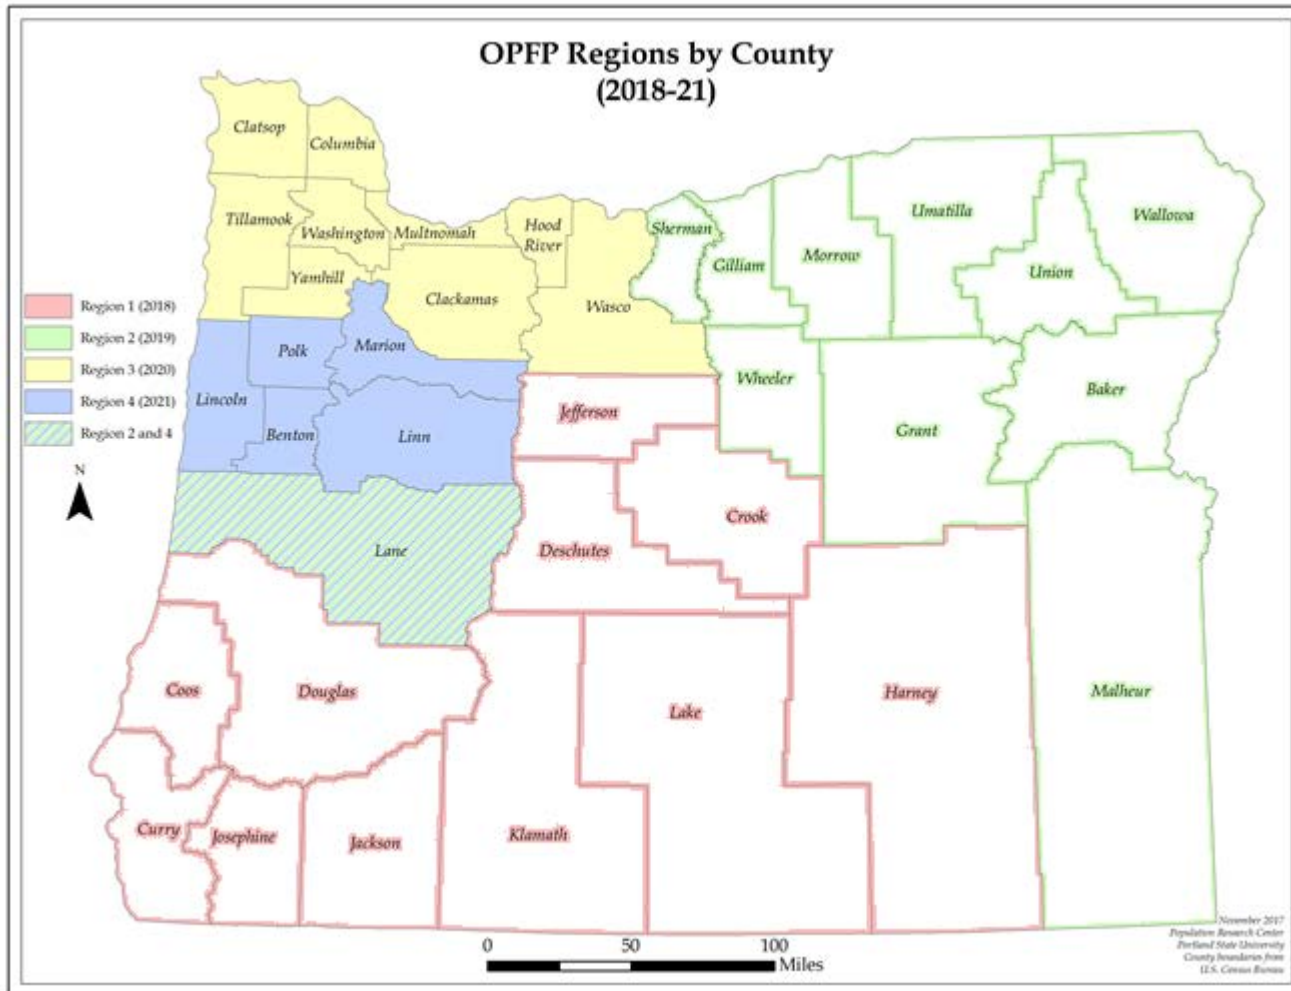 OPFP Regions by County
(2018-21)
Clatsop
Columbia
Tillamook
Washington
Multnomah
Hood
River
Yamhill
Clackamas
Wasco
Sherman
Gilliam
Morrow
Umatilla
Union
Wallowa
Region 1 (2018)
Region 2 (2019)
Region 3 (2020)
Region 4 (2021)
Region 2 and 4
N
Polk
Marion
Lincoln
Benton
Linn
Jefferson
Wheeler
Grant
Baker
Crook
Deschutes
Lane
Coos
Douglas
Lake
Harney
Malheur
Curry
Josephine
Jackson
Klamath
0 50 100
Miles
November 2017
Population Research Center
Portland State University
County boundaries from
U.S. Census Bureau